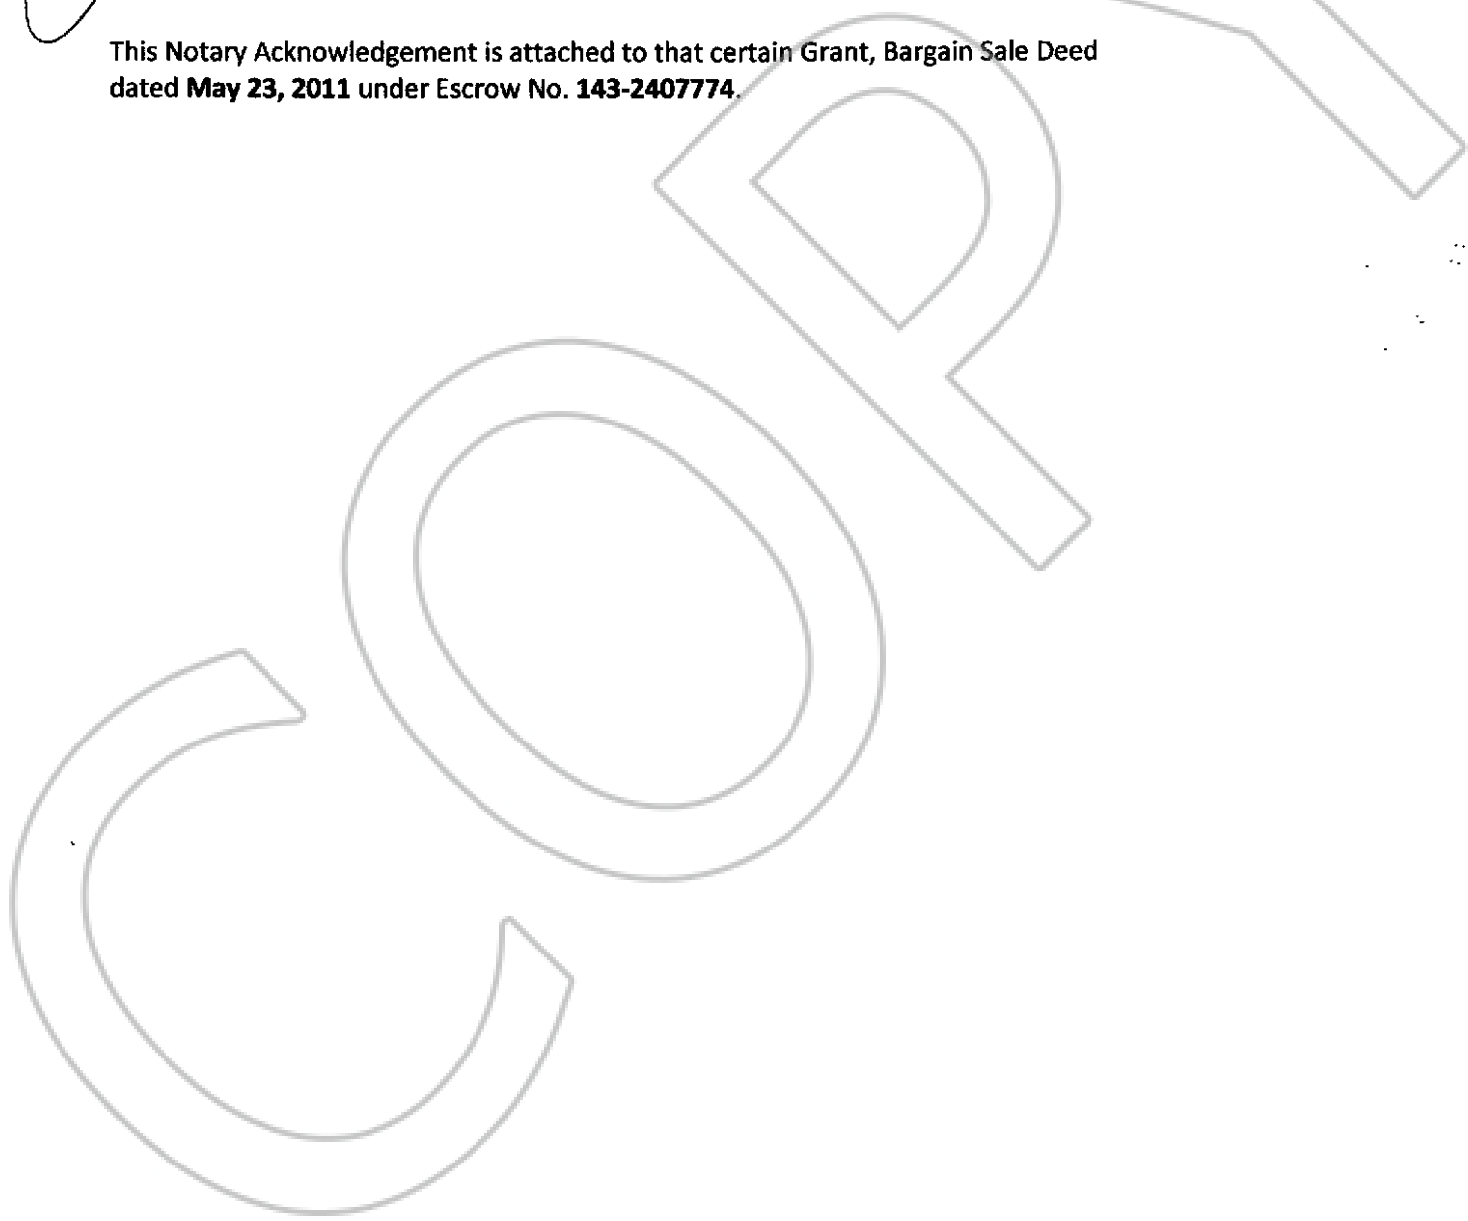 This Notary Acknowledgement is attached to that certain Grant, Bargain Sale Deed
dated May 23, 2011 under Escrow No. 143-2407774.
COPY